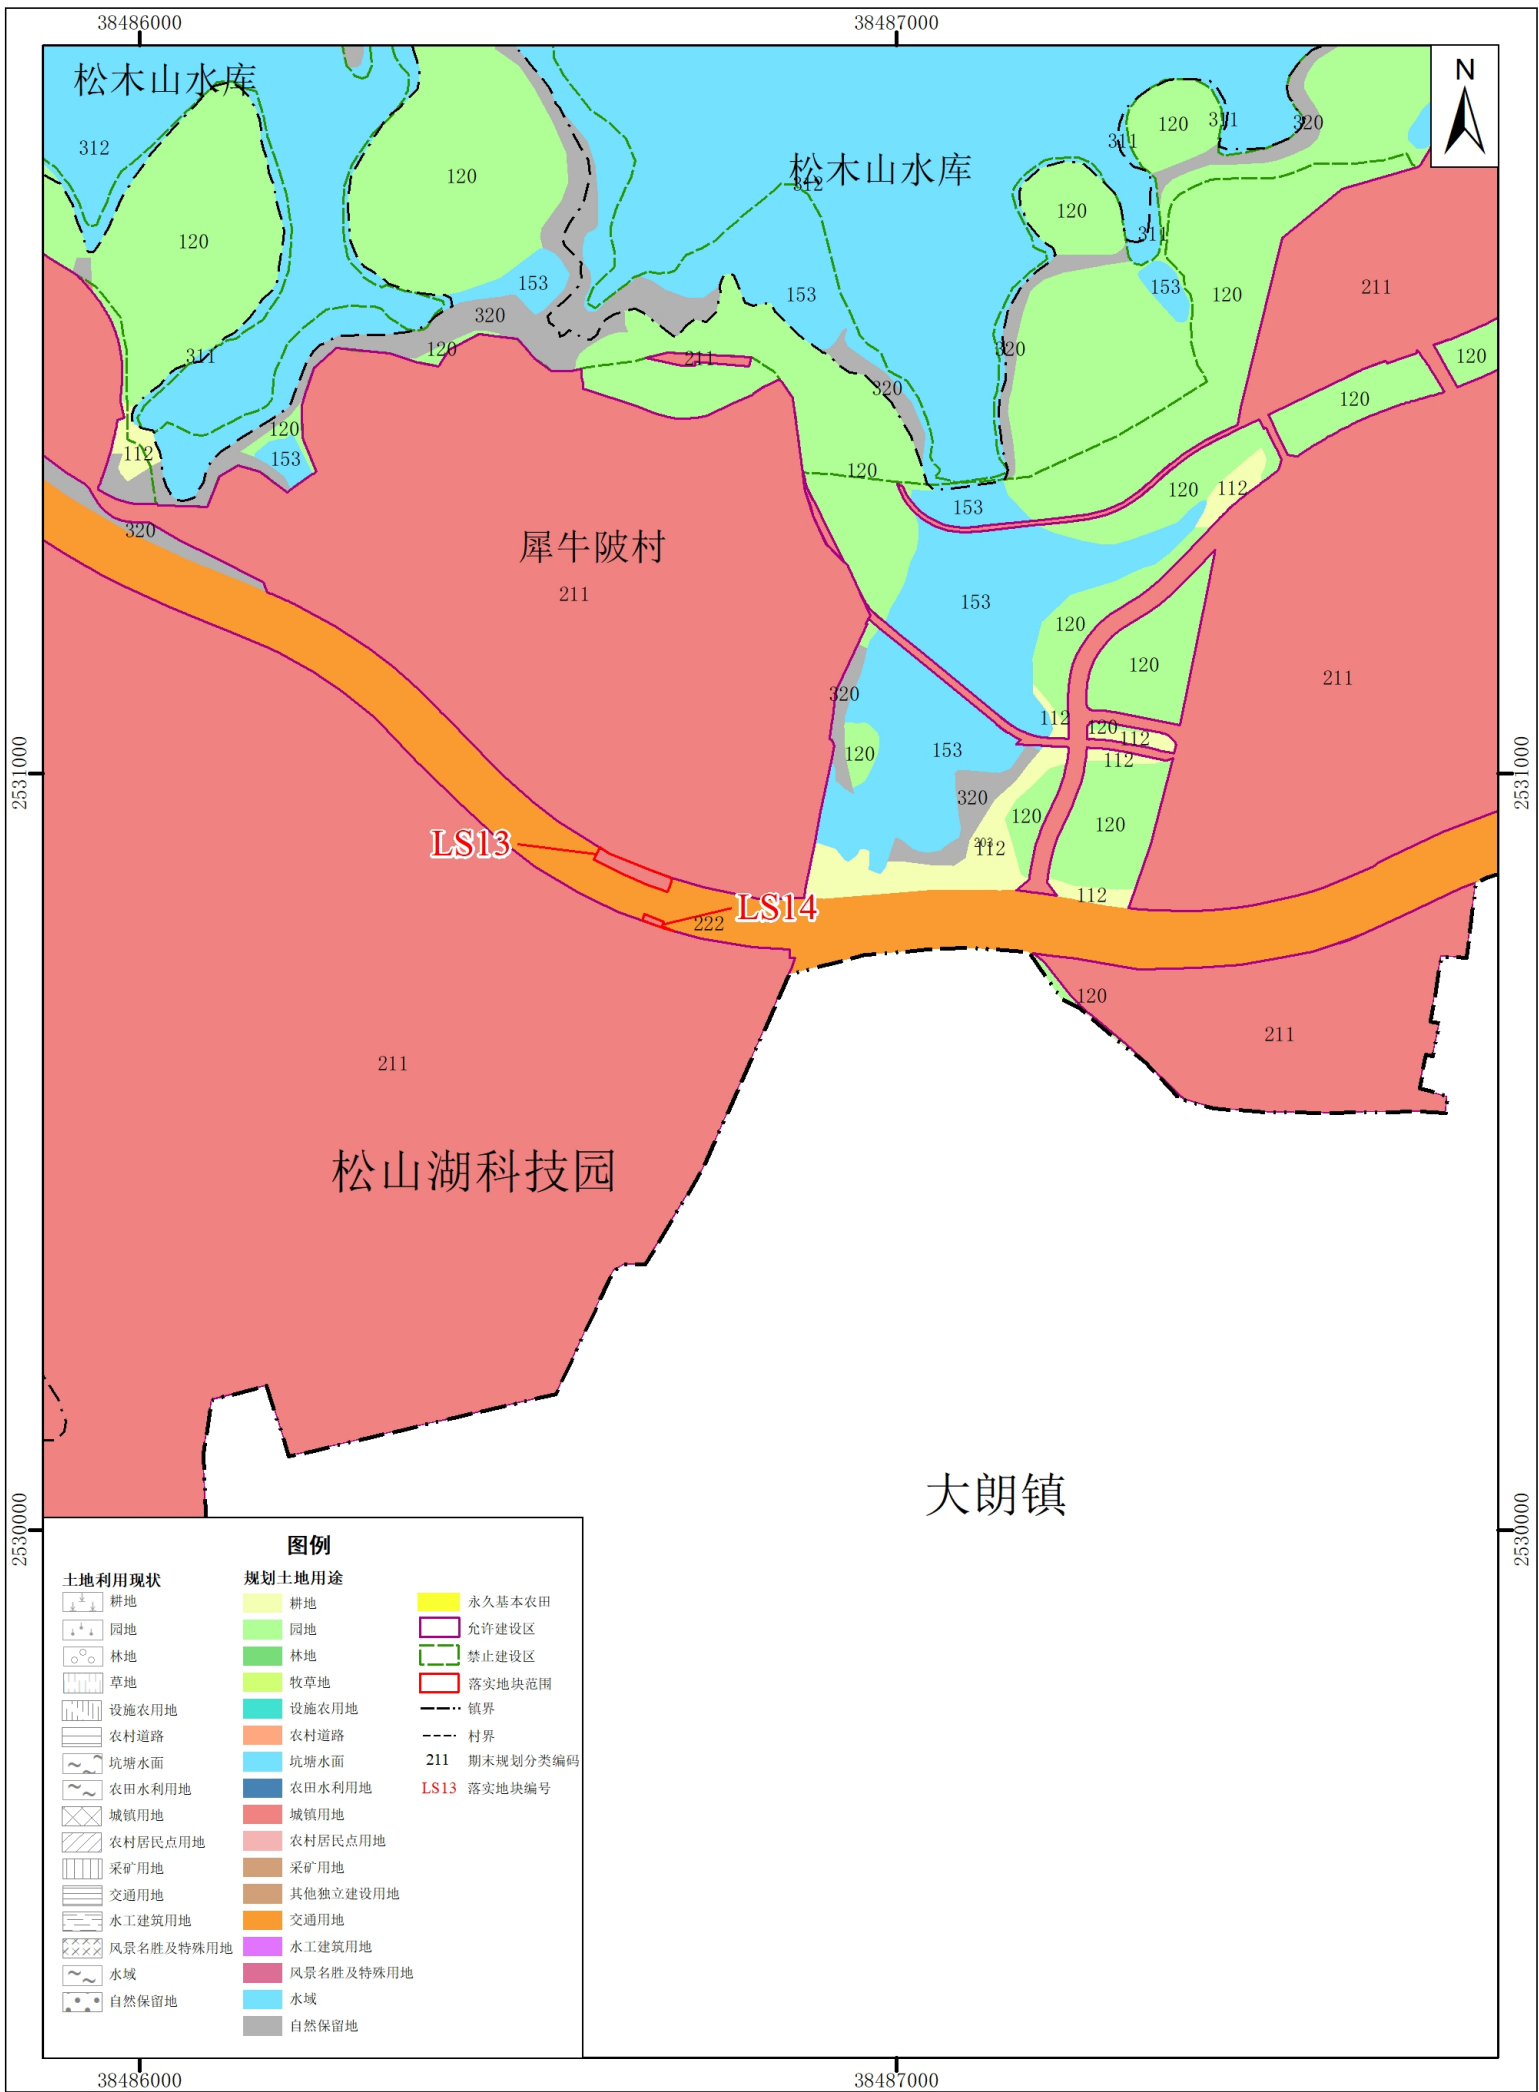 38486000
38487000
N
松木山水库
312
120
120
松木山水库
312
120
311
311
320
120
311
153
120
211
153
320
120
153
211
320
320
311
120
120
120
153
112
120
153
120
112
320
犀牛陂村
211
153
120
120
211
320
112
120
112
112
120
153
320
120
120
203
112
112
LS13
LS14
222
120
211
211
松山湖科技园
大朗镇
2531000
2531000
2530000
2530000
图例
土地利用现状
耕地
园地
林地
草地
设施农用地
农村道路
坑塘水面
农田水利用地
城镇用地
农村居民点用地
采矿用地
交通用地
水工建筑用地
风景名胜及特殊用地
水域
自然保留地
规划土地用途
耕地
园地
林地
牧草地
设施农用地
农村道路
坑塘水面
农田水利用地
城镇用地
农村居民点用地
采矿用地
其他独立建设用地
交通用地
水工建筑用地
风景名胜及特殊用地
水域
自然保留地
永久基本农田
允许建设区
禁止建设区
落实地块范围
镇界
村界
211 期末规划分类编码
LS13 落实地块编号
38486000
38487000